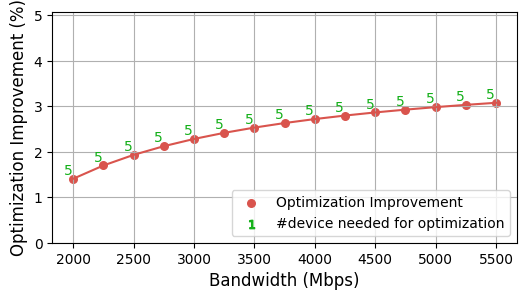 Optimization Improvement (%)
5
4
3
2
1
0
5 5 5 5 5 5 5 5 5 5 5 5 5 5 5
Optimization Improvement
1 #device needed for optimization
2000 2500 3000 3500 4000 4500 5000 5500
Bandwidth (Mbps)